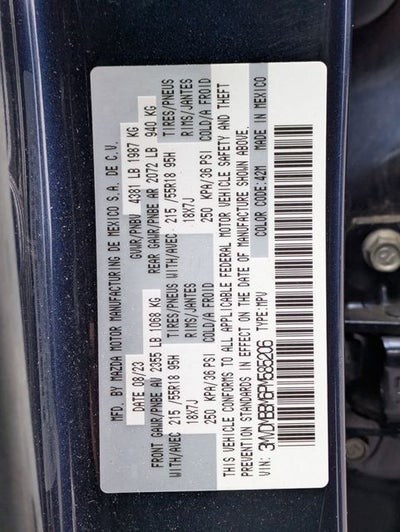 MFD. BY MAZDA MOTOR MANUFACTURING DE MEXICO S.A. DE C.V.
DATE 08/23 GVWR/PNBV 4381 LB 1987 KG
FRONT GAWR/PNBE AV 2355 LB 1068 KG REAR GAWR/PNBE AR 2072 LB 940 KG
WITH/AVEC 215/55R18 95H TIRES/PNEUS WITH/AVEC 215/55R18 95H TIRES/PNEUS
18X7J RIMS/JANTES 18X7J RIMS/JANTES
250 KPA/36 PSI COLD/A FROID 250 KPA/36 PSI COLD/A FROID
THIS VEHICLE CONFORMS TO ALL APPLICABLE FEDERAL MOTOR VEHICLE SAFETY AND THEFT
PREVENTION STANDARDS IN EFFECT ON THE DATE OF MANUFACTURE SHOWN ABOVE.
TYPE:MPV COLOR CODE:42M MADE IN MEXICO
VIN: 3MVDMBBM6PM595206